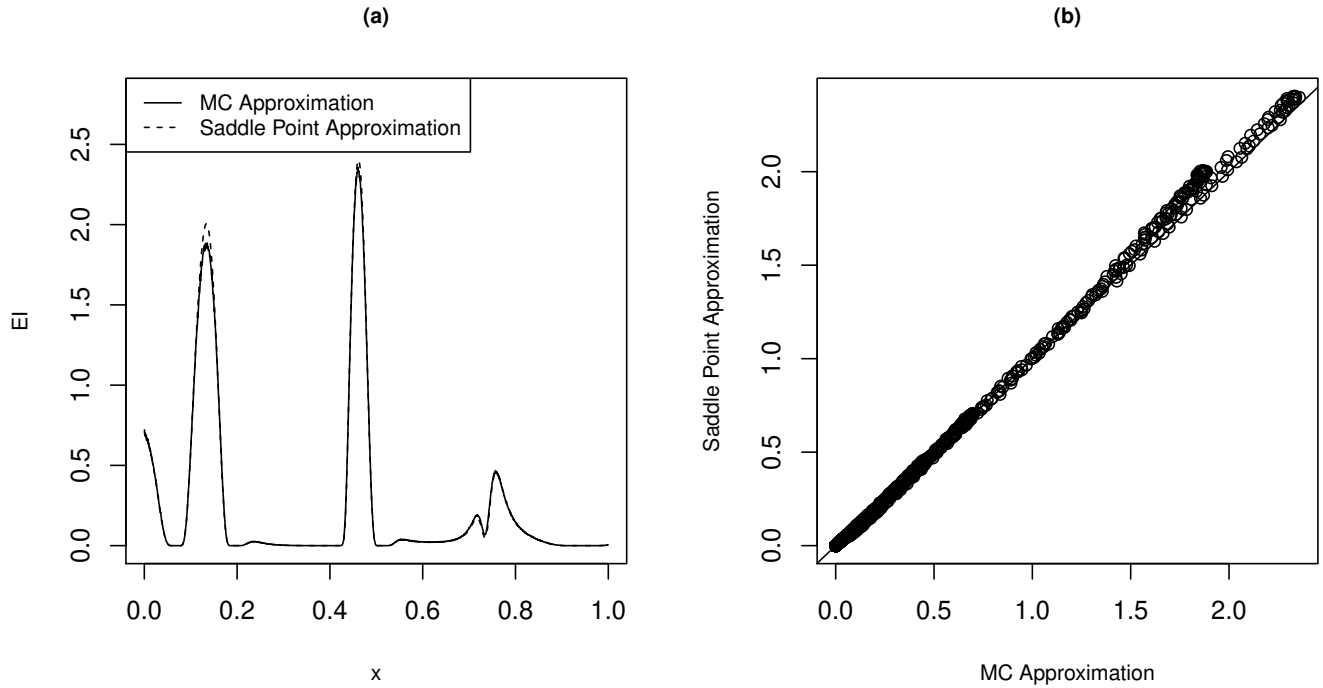 (a)
MC Approximation
Saddle Point Approximation
EI
2.5
2.0
1.5
1.0
0.5
0.0
0.0 0.2 0.4 0.6 0.8 1.0
x
(b)
Saddle Point Approximation
2.0
1.5
1.0
0.5
0.0
0.0 0.5 1.0 1.5 2.0
MC Approximation